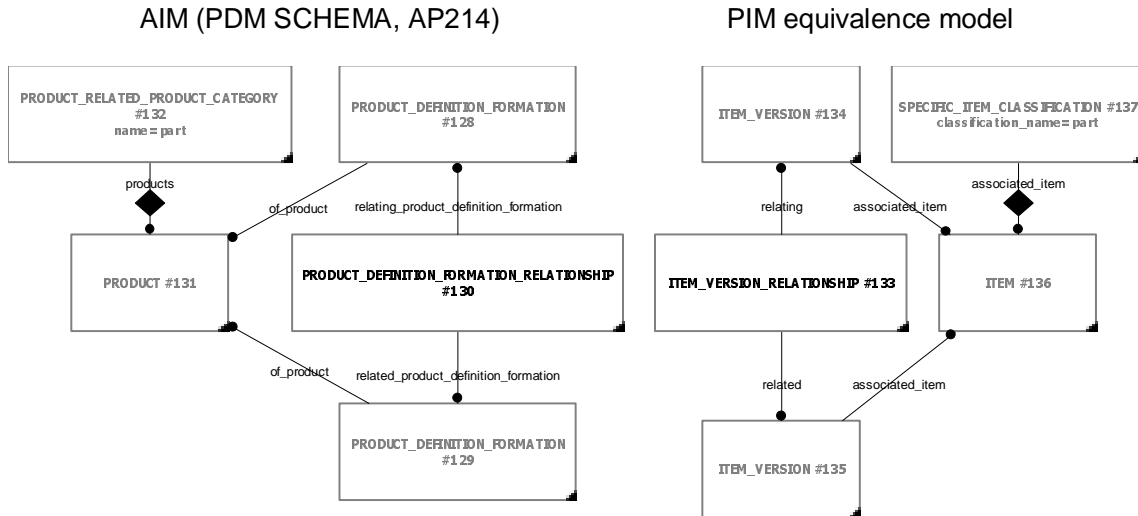 AIM (PDM SCHEMA, AP214)
PIM equivalence model
PRODUCT_RELATED_PRODUCT_CATEGORY
#132
name=part
PRODUCT_DEFINITION_FORMATION
#128
ITEM_VERSION #134
SPECIFIC_ITEM_CLASSIFICATION #137
classification_name=part
products
of_product
relating_product_definition_formation
relating
associated_item
associated_item
PRODUCT #131
PRODUCT_DEFINITION_FORMATION_RELATIONSHIP
#130
ITEM_VERSION_RELATIONSHIP #133
ITEM #136
of_product
related_product_definition_formation
related
associated_item
PRODUCT_DEFINITION_FORMATION
#129
ITEM_VERSION #135